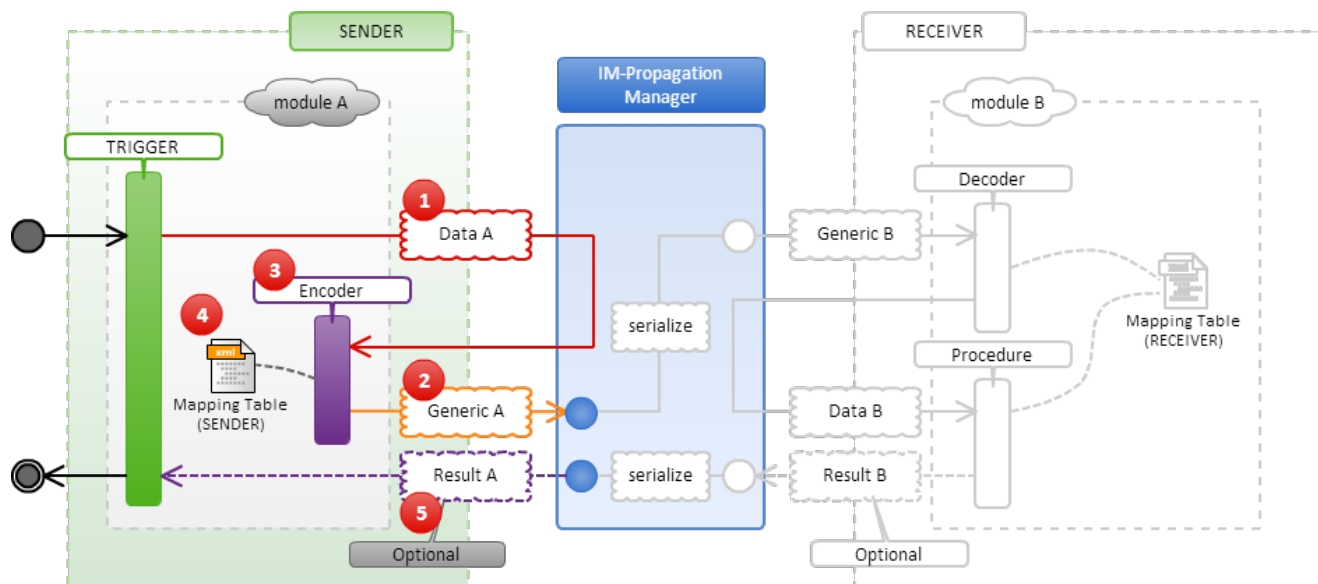 SENDER
RECEIVER
IM-Propagation
Manager
module A
module B
TRIGGER
Decoder
1
Data A
Generic B
3
Encoder
xml
serialize
4
Mapping Table
(RECEIVER)
xml
Procedure
2
Mapping Table
(SENDER)
Generic A
Data B
Result A
serialize
Result B
5
Optional
Optional